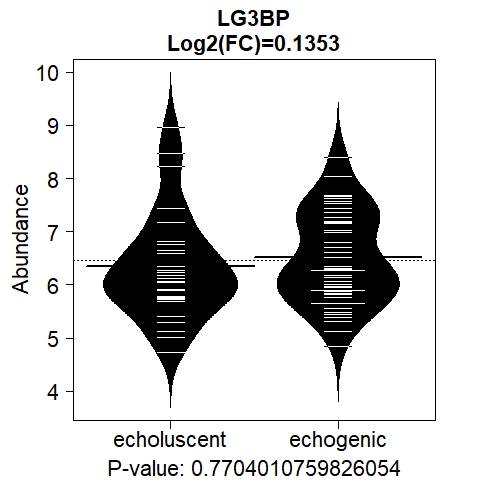 LG3BP
Log2(FC)=0.1353
10
9
8
7
6
5
4
Abundance
echoluscent echogenic
P-value: 0.7704010759826054